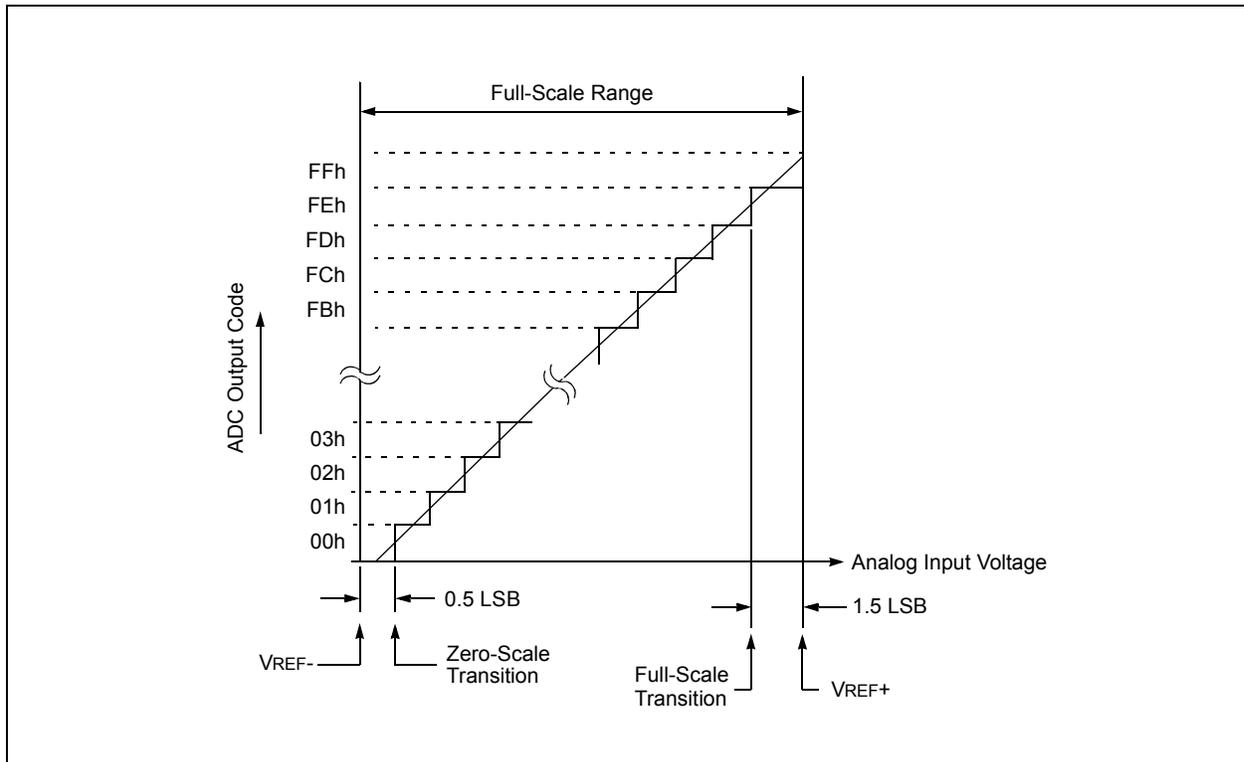 Full-Scale Range
FFh
FEh
FDh
FCh
FBh
ADC Output Code
03h
02h
01h
00h
Analog Input Voltage
0.5 LSB
1.5 LSB
VREF-
Zero-Scale
Transition
Full-Scale
Transition
VREF+